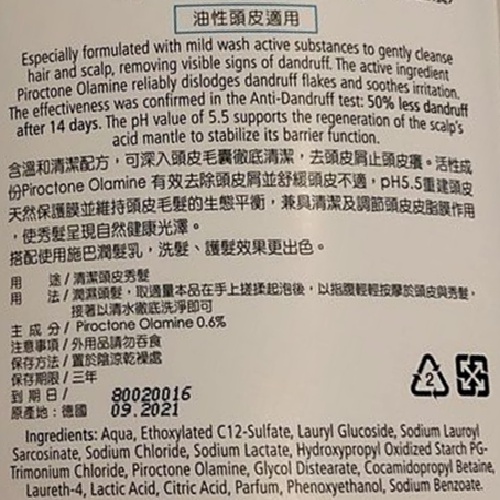 油性頭皮適用
Especially formulated with mild wash active substances to gently cleanse
hair and scalp, removing visible signs of dandruff. The active ingredient
Piroctone Olamine reliably dislodges dandruff flakes and soothes irritation.
The effectiveness was confirmed in the Anti-Dandruff test: 50% less dandruff
after 14 days. The pH value of 5.5 supports the regeneration of the scalp's
acid mantle to stabilize its barrier function.
含溫和清潔配方，可深入頭皮毛囊徹底清潔，去頭皮屑止頭皮癢。活性成
份Piroctone Olamine 有效去除頭皮屑並舒緩頭皮不適，pH5.5重建頭皮
天然保護膜並維持頭皮毛髮的生態平衡，兼具清潔及調節頭皮皮脂膜作用
，使秀髮呈現自然健康光澤。
搭配使用施巴潤髮乳，洗髮、護髮效果更出色。
用 途/清潔頭皮秀髮
用 法/潤濕頭髮，取適量本品在手上搓揉起泡後，以指腹輕輕按摩於頭皮與秀髮，
接著以清水徹底洗淨即可
主 成 分/Piroctone Olamine 0.6%
注意事項/外用品請勿吞食
保存方法/置於陰涼乾燥處
保存期限/三年
到 期 日/ 80020016
原產地：德國 09.2021
2
Ingredients: Aqua, Ethoxylated C12-Sulfate, Lauryl Glucoside, Sodium Lauroyl
Sarcosinate, Sodium Chloride, Sodium Lactate, Hydroxypropyl Oxidized Starch PG-
Trimonium Chloride, Piroctone Olamine, Glycol Distearate, Cocamidopropyl Betaine,
Laureth-4, Lactic Acid, Citric Acid, Parfum, Phenoxyethanol, Sodium Benzoate.